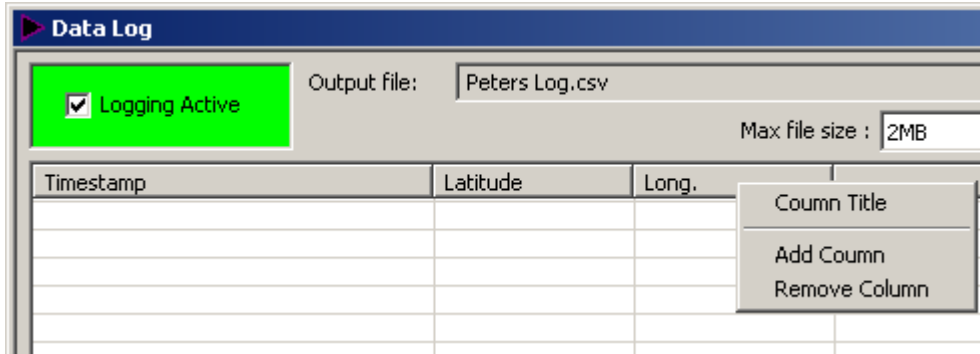 Data Log
Logging Active
Output file: Peters Log.csv
Max file size : 2MB
Timestamp Latitude Long.
Coumn Title
Add Coumn
Remove Column